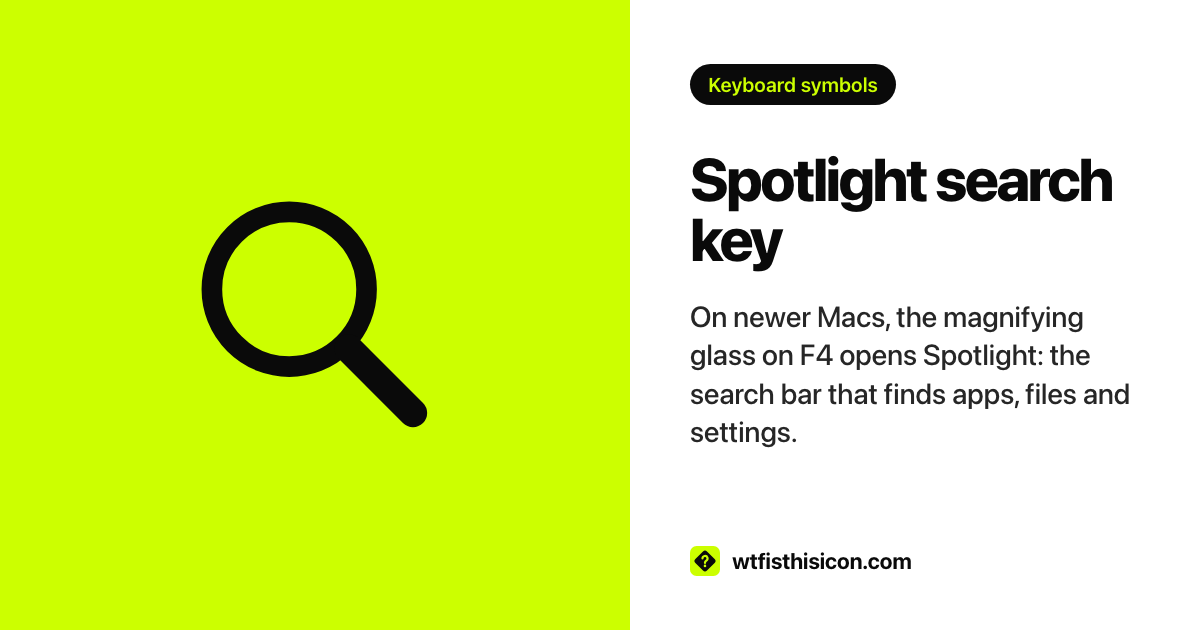 Keyboard symbols
Spotlight search
key
On newer Macs, the magnifying
glass on F4 opens Spotlight: the
search bar that finds apps, files and
settings.
?
wtfisthisicon.com